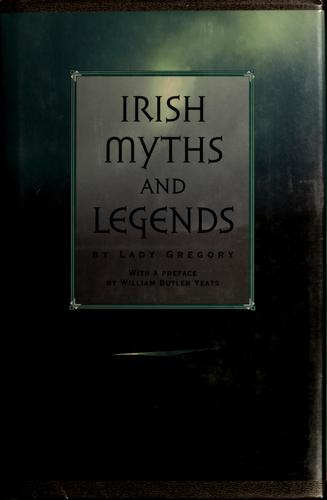 IRISH
MYTHS
AND
LEGENDS
BY LADY GREGORY
WITH A PREFACE
BY WILLIAM BUTLER YEATS